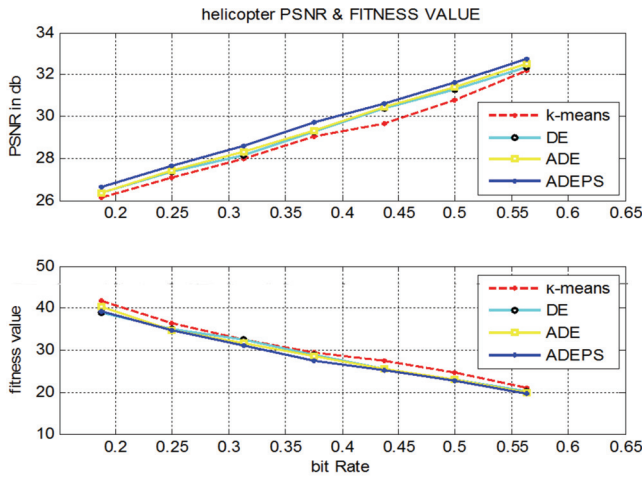 helicopter PSNR & FITNESS VALUE
34
32
30
28
26
PSNR in db
0.2 0.25 0.3 0.35 0.4 0.45 0.5 0.55 0.6 0.65
k-means
DE
ADE
ADEPS
50
40
30
20
10
fitness value
0.2 0.25 0.3 0.35 0.4 0.45 0.5 0.55 0.6 0.65
κ-means
DE
ADE
ADEPS
bit Rate